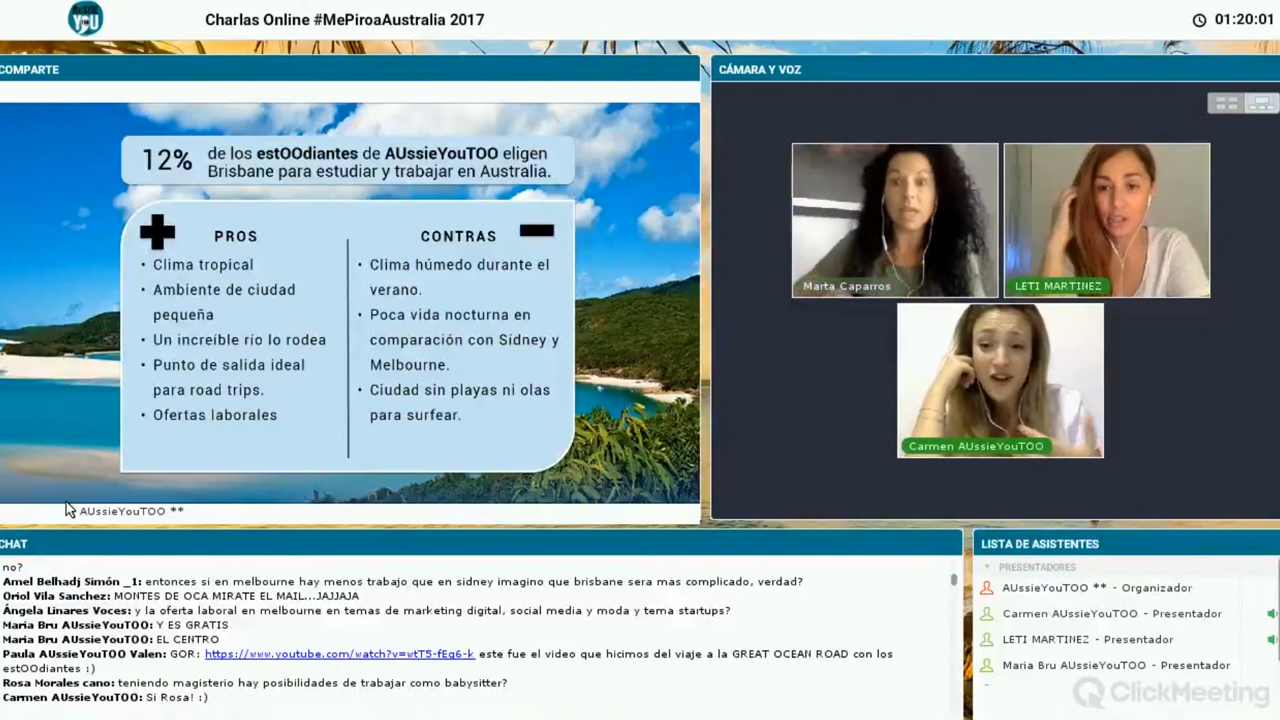 AUSSIE
YOU
Charlas Online #MePiroaAustralia 2017
01:20:01
COMPARTE
CÁMARA Y VOZ
12%
de los estOOdiantes de AUssieYouTOO eligen
Brisbane para estudiar y trabajar en Australia.
PROS
CONTRAS
• Clima tropical
• Ambiente de ciudad
pequeña
• Un increíble río lo rodea
• Punto de salida ideal
para road trips.
• Ofertas laborales
• Clima húmedo durante el
verano.
• Poca vida nocturna en
comparación con Sídney y
Melbourne.
• Ciudad sin playas ni olas
para surfear.
Marta Caparros
LETI MARTINEZ
Carmen AUssieYouTOO
AUssieYouTOO **
CHAT
no?
Amel Belhadj Simón _1: entonces si en melbourne hay menos trabajo que en sidney imagino que brisbane sera mas complicado, verdad?
Oriol Vila Sanchez: MONTES DE OCA MIRATE EL MAIL...JAJJAJA
Ángela Linares Voces: y la oferta laboral en melbourne en temas de marketing digital, social media y moda y tema startups?
Maria Bru AUssieYouTOO: Y ES GRATIS
Maria Bru AUssieYouTOO: EL CENTRO
Paula AUssieYouTOO Valen: GOR: https://www.youtube.com/watch?v=wtT5-fEq6-k este fue el video que hicimos del viaje a la GREAT OCEAN ROAD con los
estOOdiantes :)
Rosa Morales cano: teniendo magisterio hay posibilidades de trabajar como babysitter?
Carmen AUssieYouTOO: Si Rosa! :)
LISTA DE ASISTENTES
PRESENTADORES
AUssieYouTOO ** - Organizador
Carmen AUssieYouTOO - Presentador
LETI MARTINEZ - Presentador
Maria Bru AUssieYouTOO - Presentador
ClickMeeting